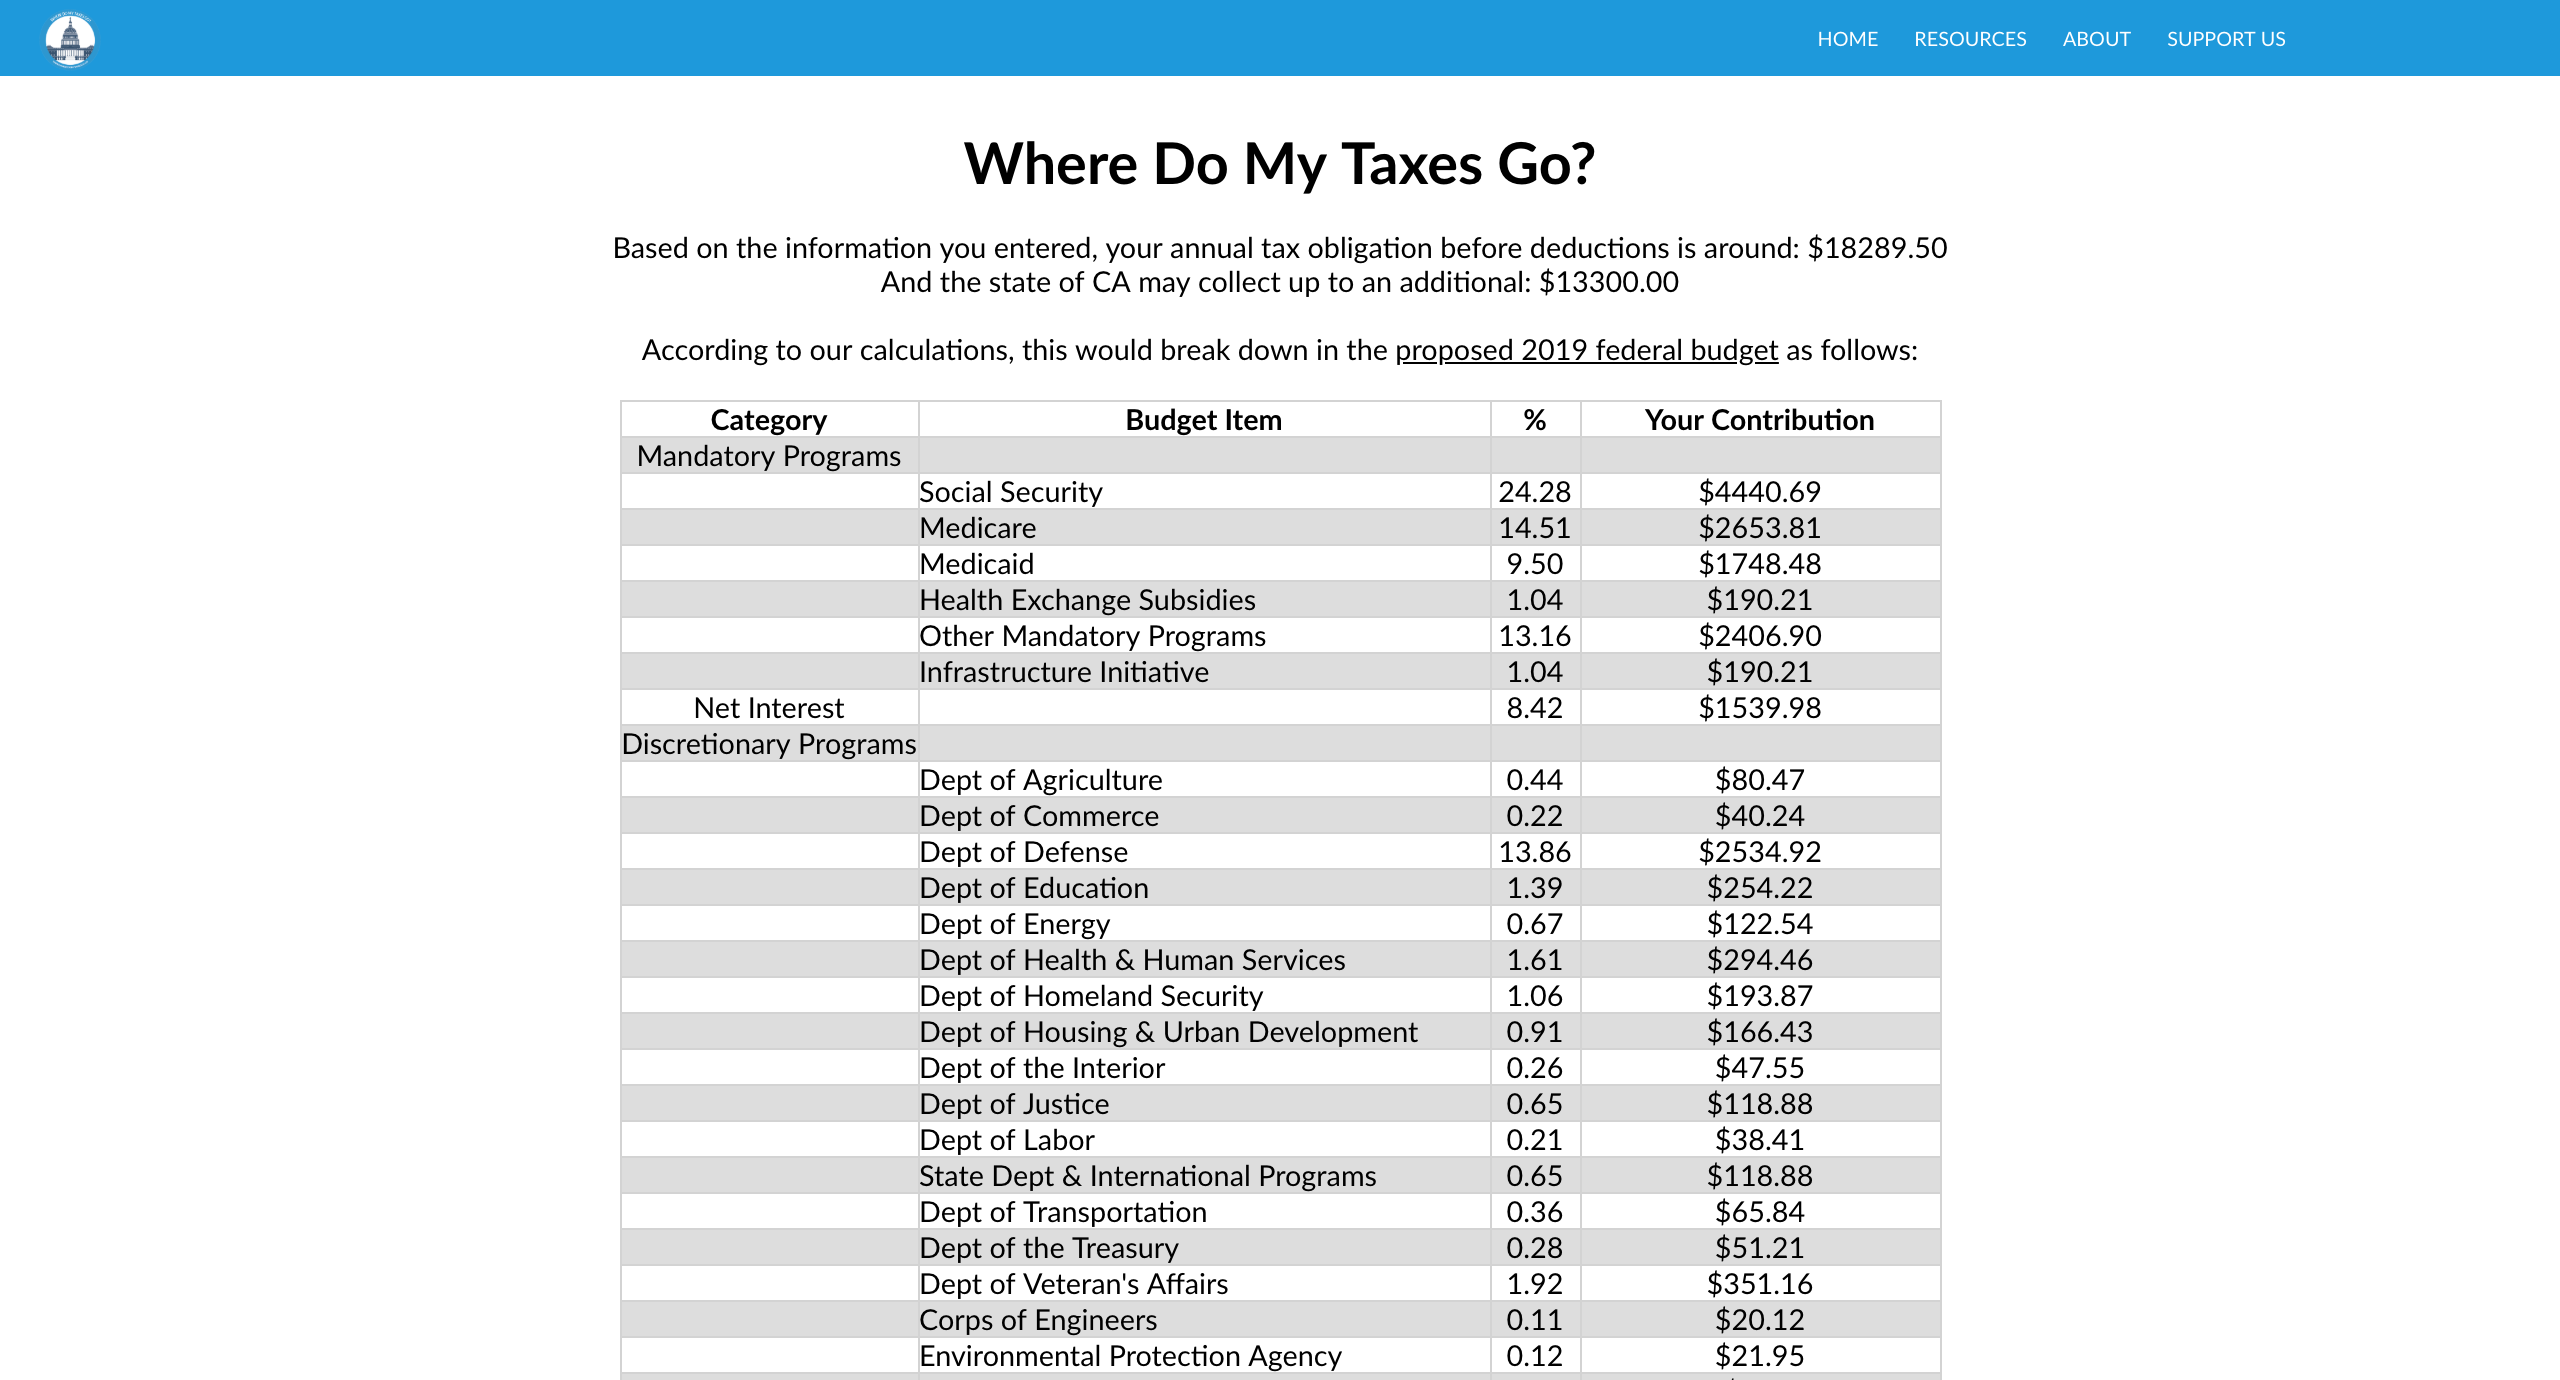 HOME RESOURCES ABOUT SUPPORT US
Where Do My Taxes Go?
Based on the information you entered, your annual tax obligation before deductions is around: $18289.50
And the state of CA may collect up to an additional: $13300.00
According to our calculations, this would break down in the proposed 2019 federal budget as follows:
Category Budget Item % Your Contribution
Mandatory Programs
Social Security 24.28 $4440.69
Medicare 14.51 $2653.81
Medicaid 9.50 $1748.48
Health Exchange Subsidies 1.04 $190.21
Other Mandatory Programs 13.16 $2406.90
Infrastructure Initiative 1.04 $190.21
Net Interest 8.42 $1539.98
Discretionary Programs
Dept of Agriculture 0.44 $80.47
Dept of Commerce 0.22 $40.24
Dept of Defense 13.86 $2534.92
Dept of Education 1.39 $254.22
Dept of Energy 0.67 $122.54
Dept of Health & Human Services 1.61 $294.46
Dept of Homeland Security 1.06 $193.87
Dept of Housing & Urban Development 0.91 $166.43
Dept of the Interior 0.26 $47.55
Dept of Justice 0.65 $118.88
Dept of Labor 0.21 $38.41
State Dept & International Programs 0.65 $118.88
Dept of Transportation 0.36 $65.84
Dept of the Treasury 0.28 $51.21
Dept of Veteran's Affairs 1.92 $351.16
Corps of Engineers 0.11 $20.12
Environmental Protection Agency 0.12 $21.95